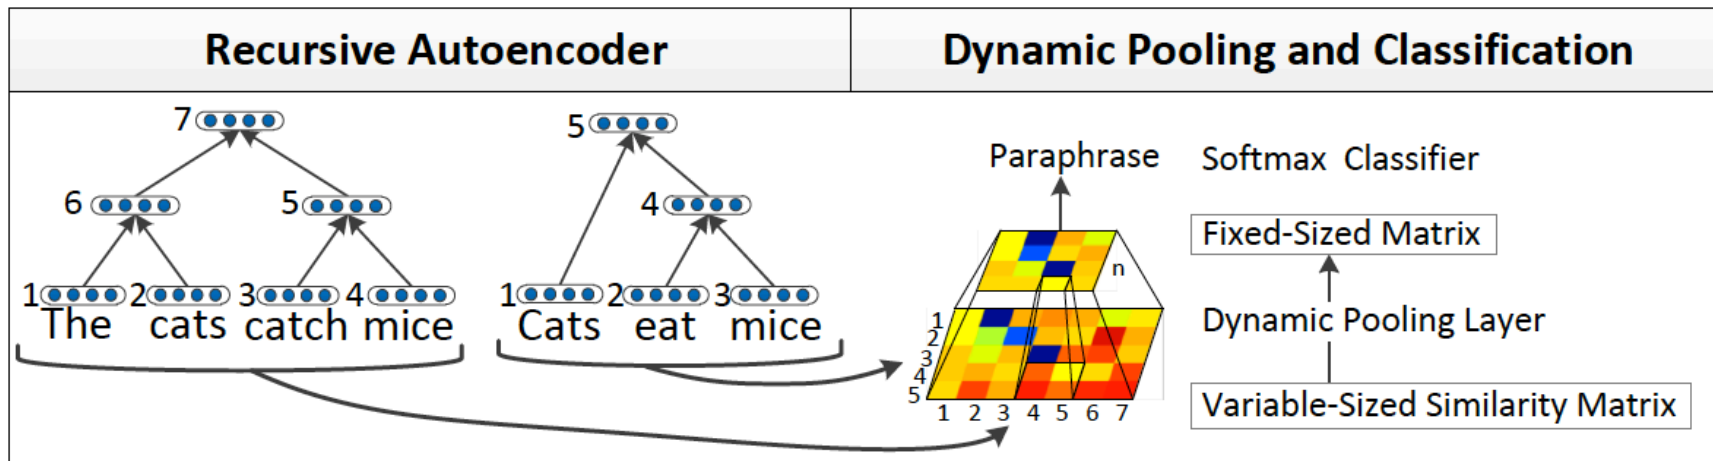 Recursive Autoencoder
Dynamic Pooling and Classification
7
6
5
1
2
3
4
The cats catch mice
5
4
1
2
3
Cats eat mice
Paraphrase
n
1
2
3
4
5
1 2 3 4 5 6 7
Softmax Classifier
Fixed-Sized Matrix
Dynamic Pooling Layer
Variable-Sized Similarity Matrix